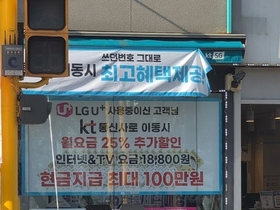 쓰던번호 그대로
이동시 최고혜택제공
56
LG U+ 사용중이신 고객님
kt 통신사로 이동시
월요금 25% 추가할인
인터넷&TV 요금 18,800원~
현금지급 최대 100만원